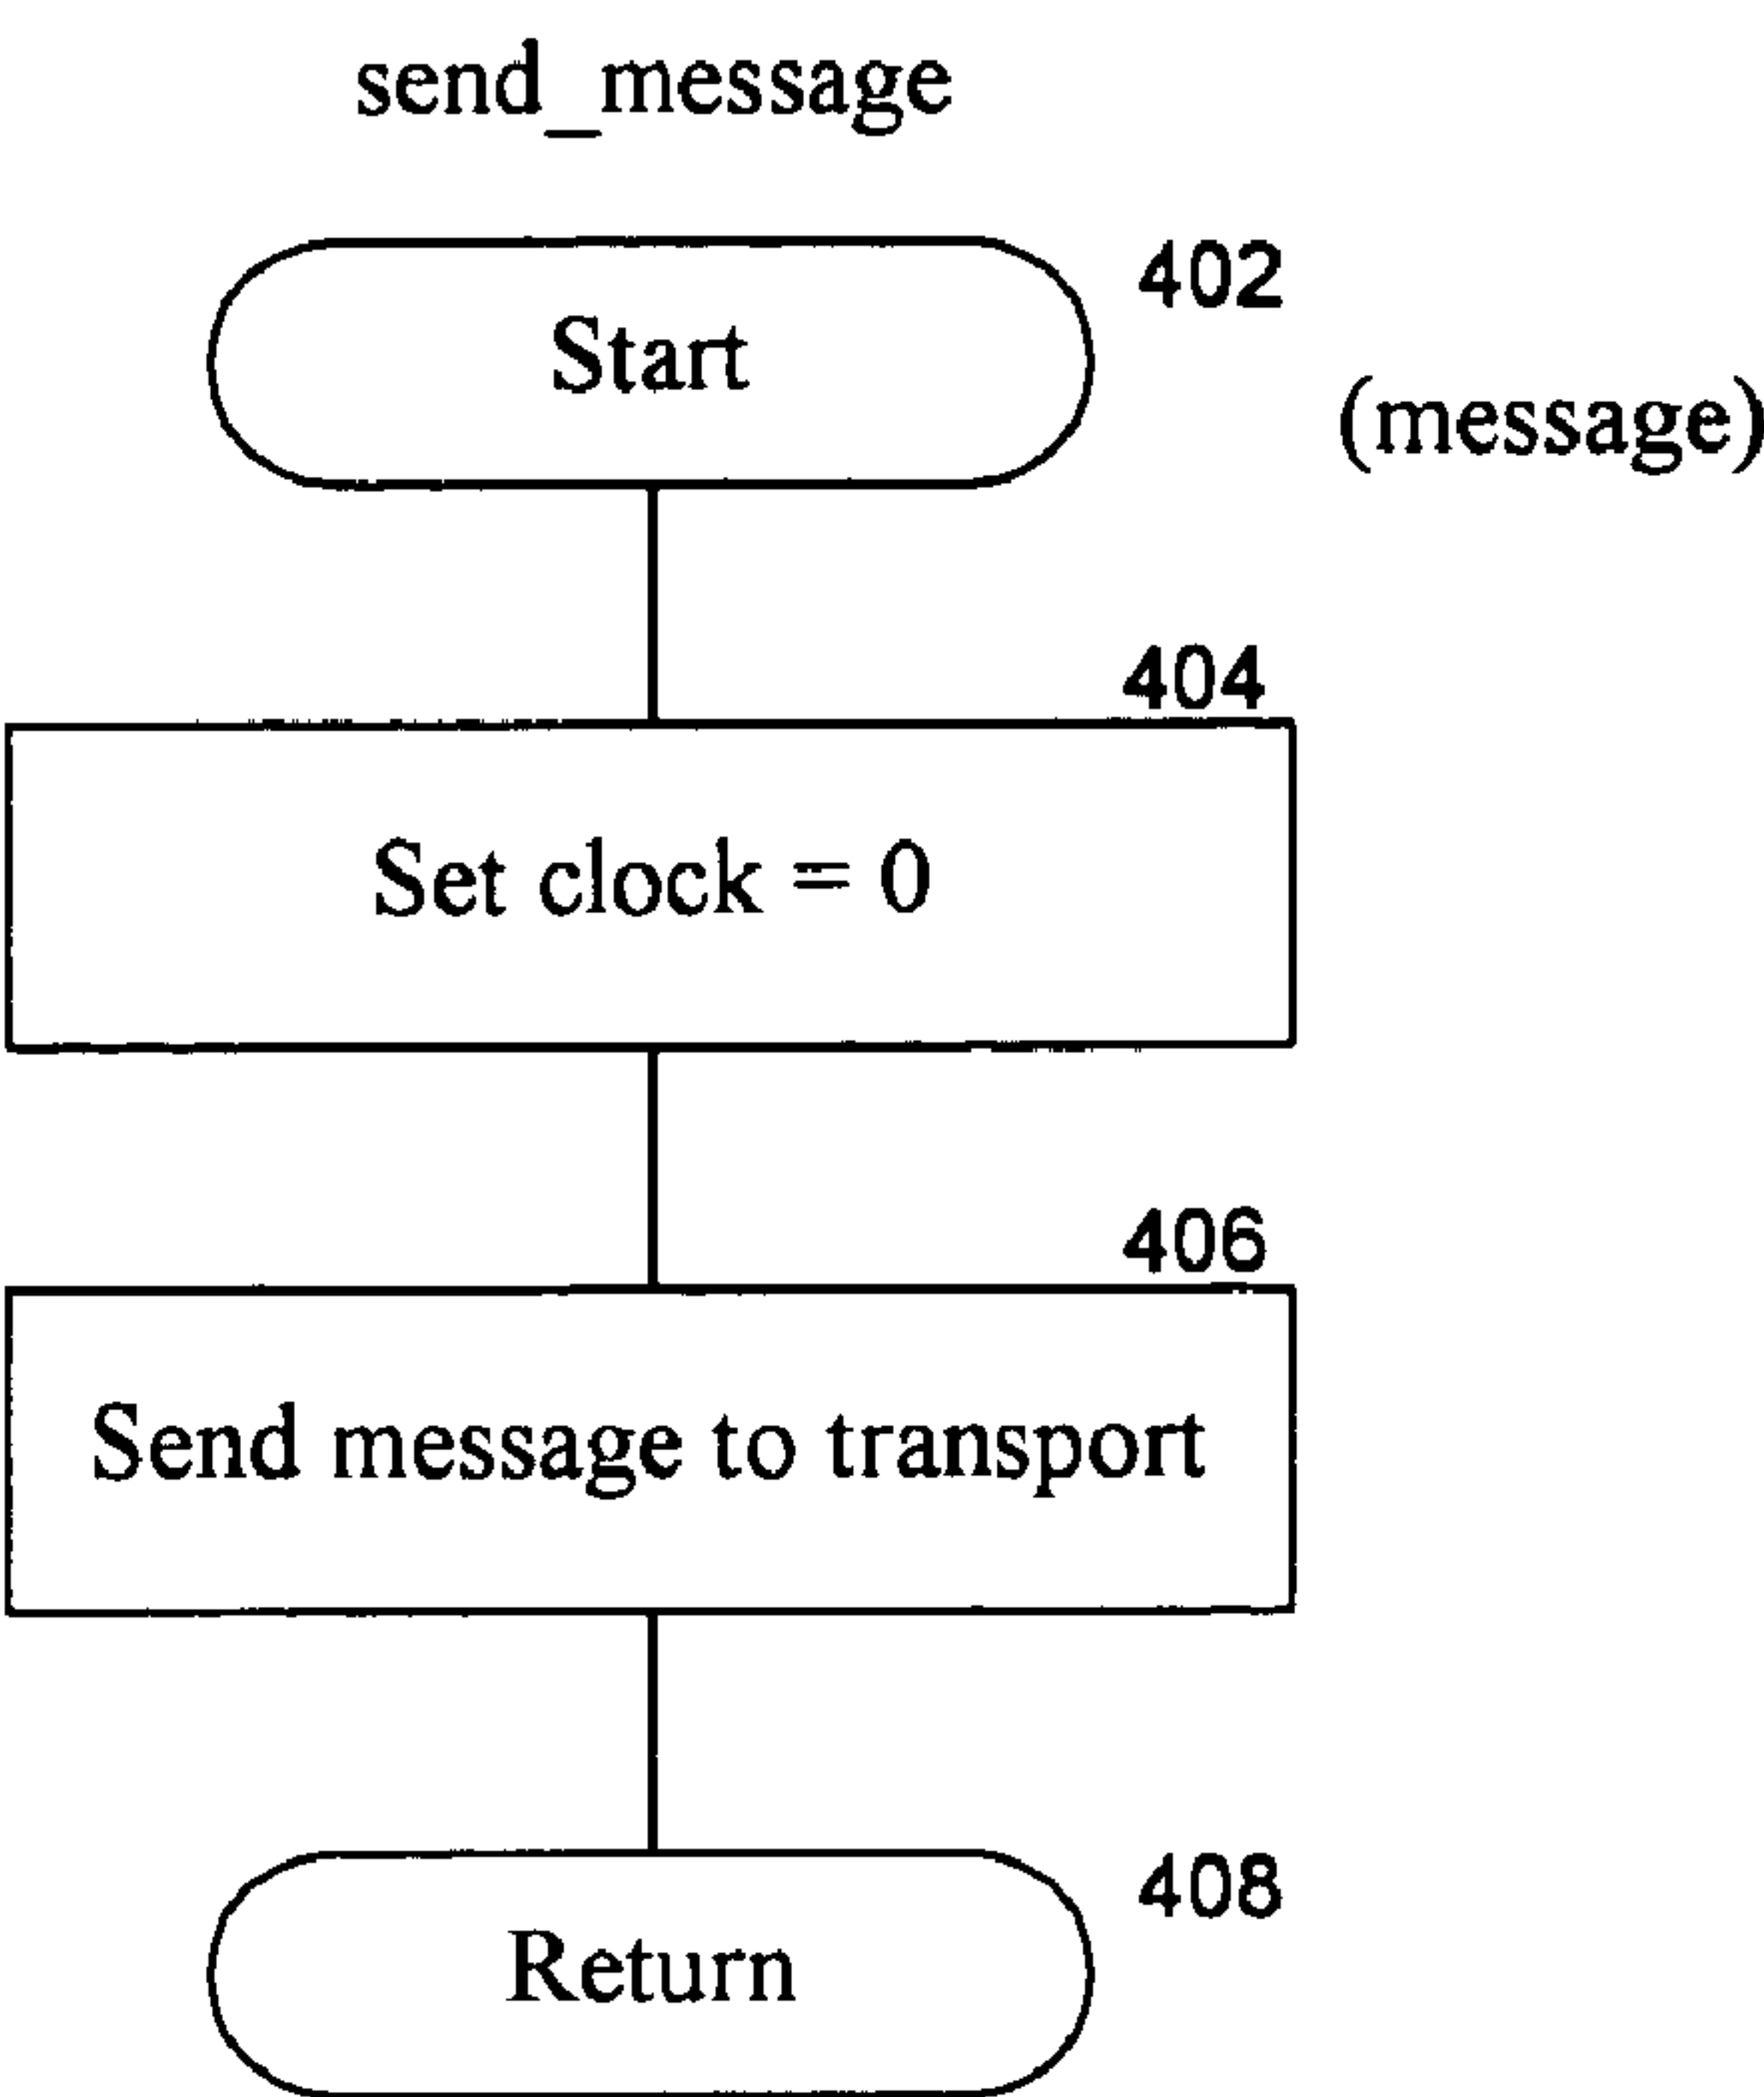 send_message
402
Start
(message)
404
Set clock = 0
406
Send message to transport
408
Return